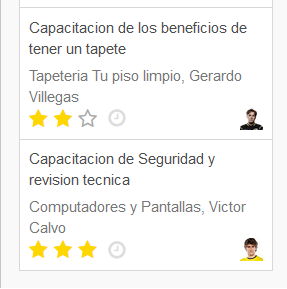 Capacitacion de los beneficios de
tener un tapete
Tapeteria Tu piso limpio, Gerardo
Villegas
Capacitacion de Seguridad y
revision tecnica
Computadores y Pantallas, Victor
Calvo